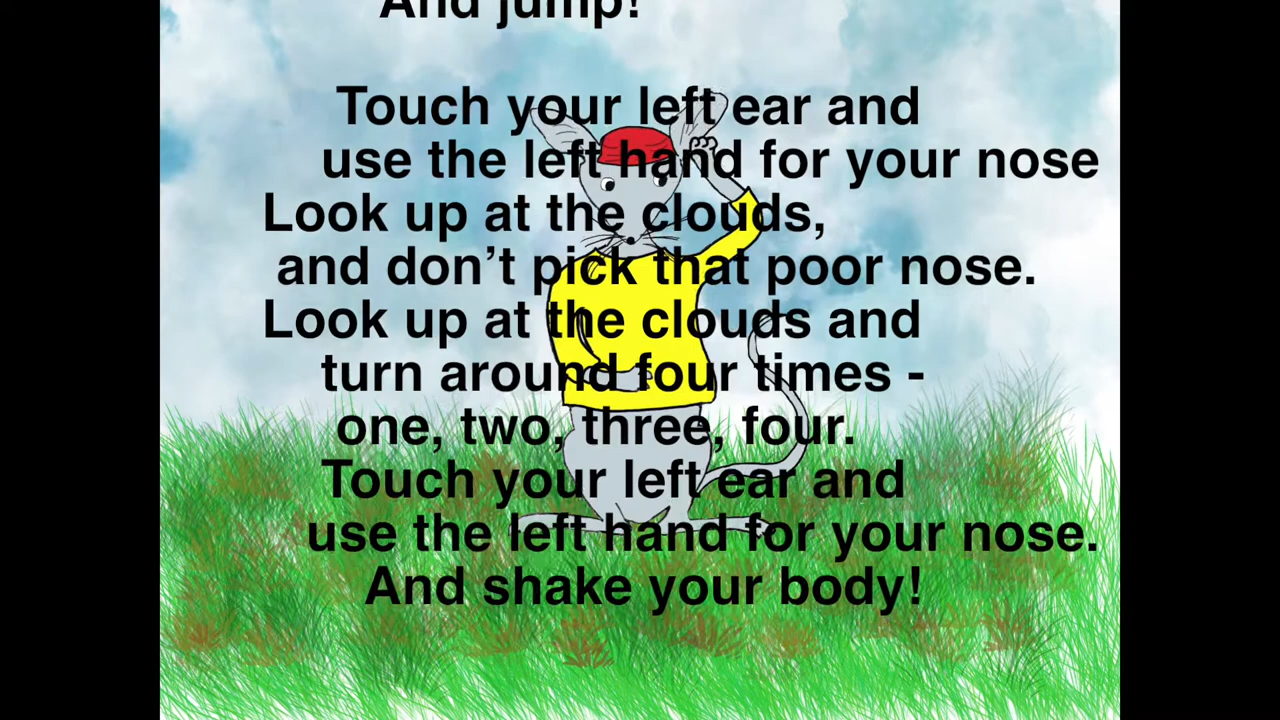 And jump!
Touch your left ear and
use the left hand for your nose
Look up at the clouds,
and don’t pick that poor nose.
Look up at the clouds and
turn around four times -
one, two, three, four.
Touch your left ear and
use the left hand for your nose.
And shake your body!